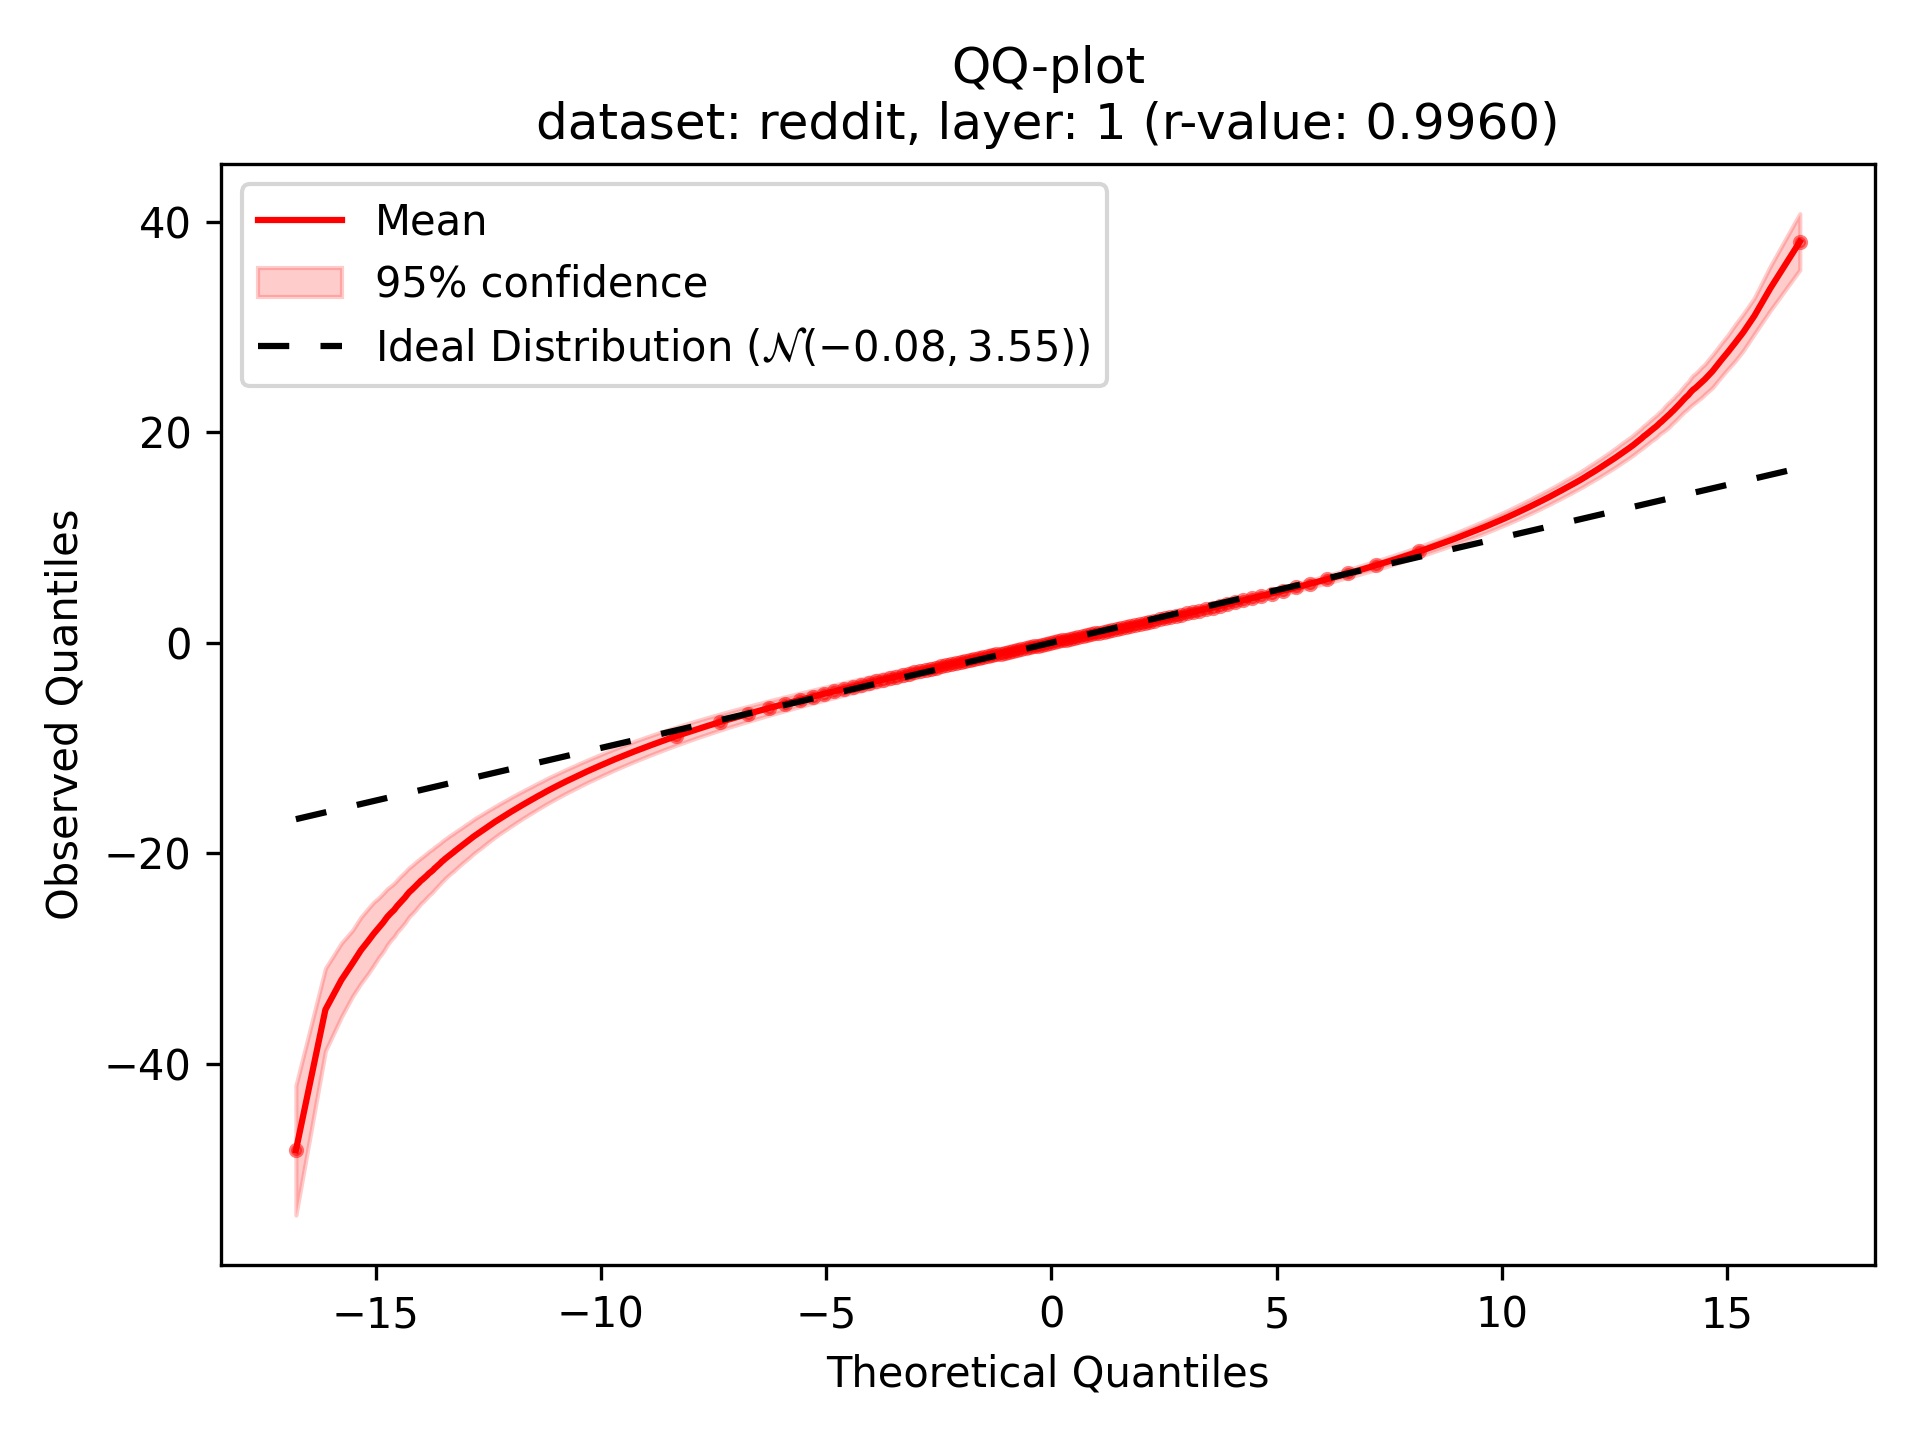 QQ-plot
dataset: reddit, layer: 1 (r-value: 0.9960)
Mean
95% confidence
Ideal Distribution (𝒩(−0.08, 3.55))
40
20
0
−20
−40
Observed Quantiles
−15
−10
−5
0
5
10
15
Theoretical Quantiles